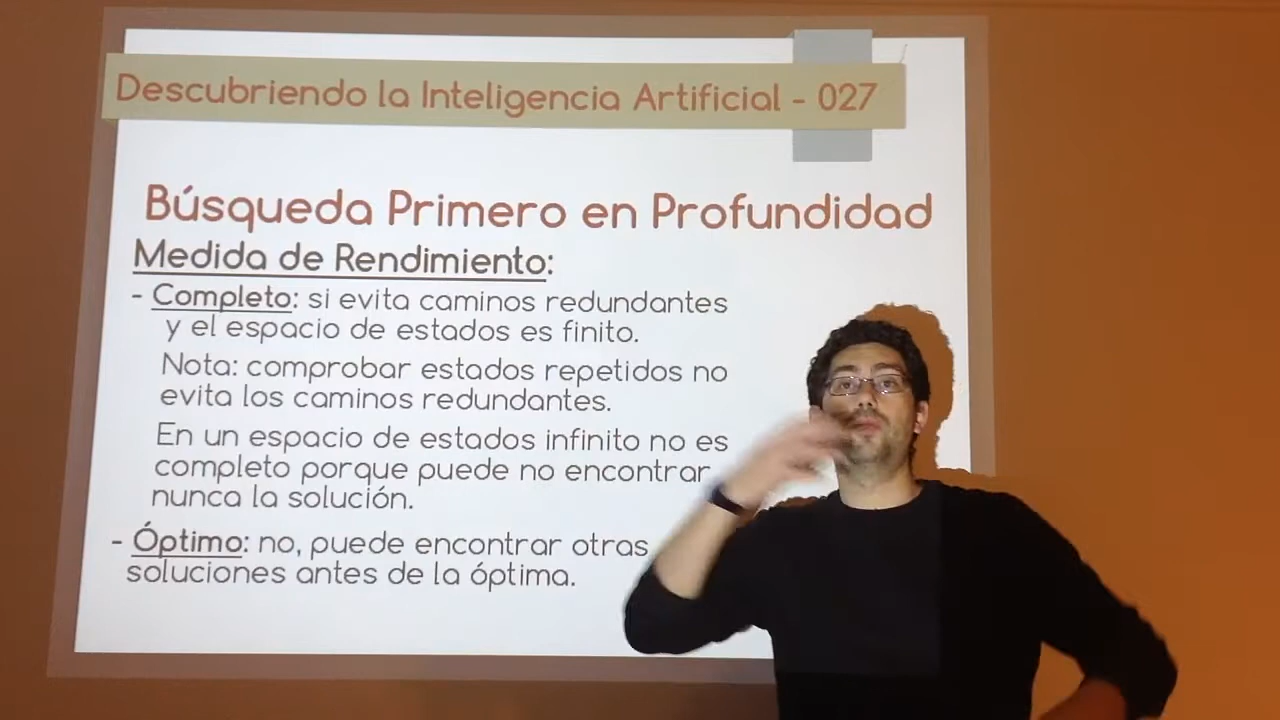 Descubriendo la Inteligencia Artificial - 027
Búsqueda Primero en Profundidad
Medida de Rendimiento:
- Completo: si evita caminos redundantes
y el espacio de estados es finito.
Nota: comprobar estados repetidos no
evita los caminos redundantes.
En un espacio de estados infinito no es
completo porque puede no encontrar
nunca la solución.
- Óptimo: no, puede encontrar otras
soluciones antes de la óptima.